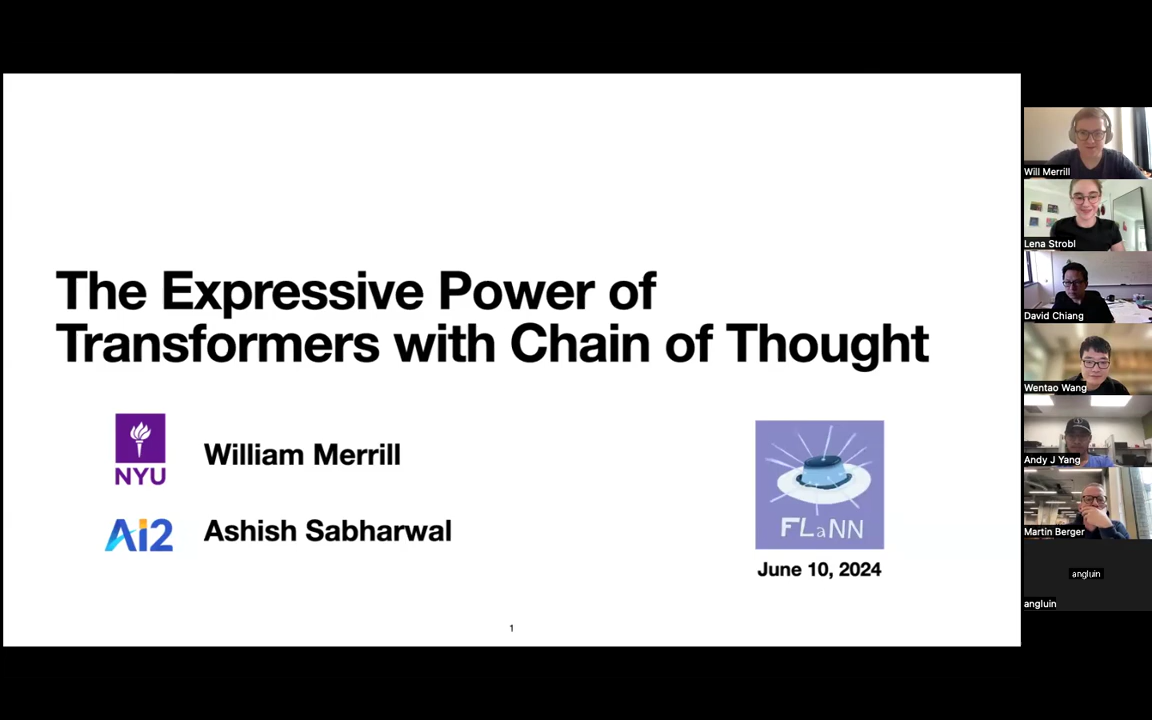 The Expressive Power of
Transformers with Chain of Thought
NYU
William Merrill
Ai2
Ashish Sabharwal
FLaNN
June 10, 2024
1
Will Merrill
Lena Strobl
David Chiang
Wentao Wang
Andy J Yang
Martin Berger
angluin
angluin